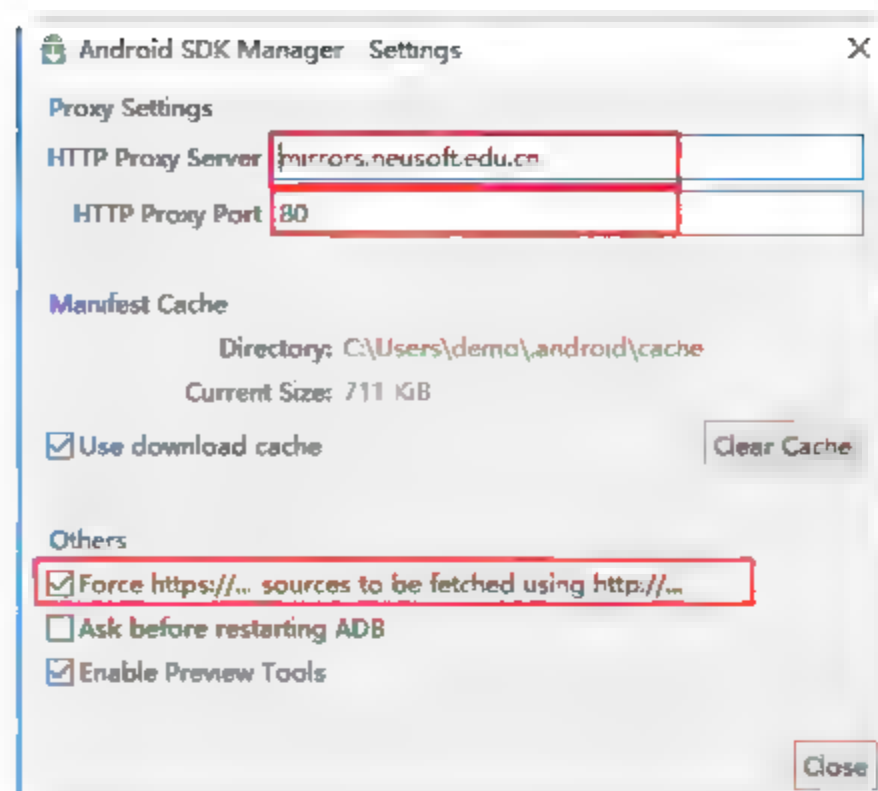 Android SDK Manager Settings
Proxy Settings
HTTP Proxy Server mirrors.neusoft.edu.cn
HTTP Proxy Port 80
Manifest Cache
Directory: C:\Users\demo\.android\cache
Current Size: 711 KiB
Use download cache
Clear Cache
Others
Force https://... sources to be fetched using http://...
Ask before restarting ADB
Enable Preview Tools
Close